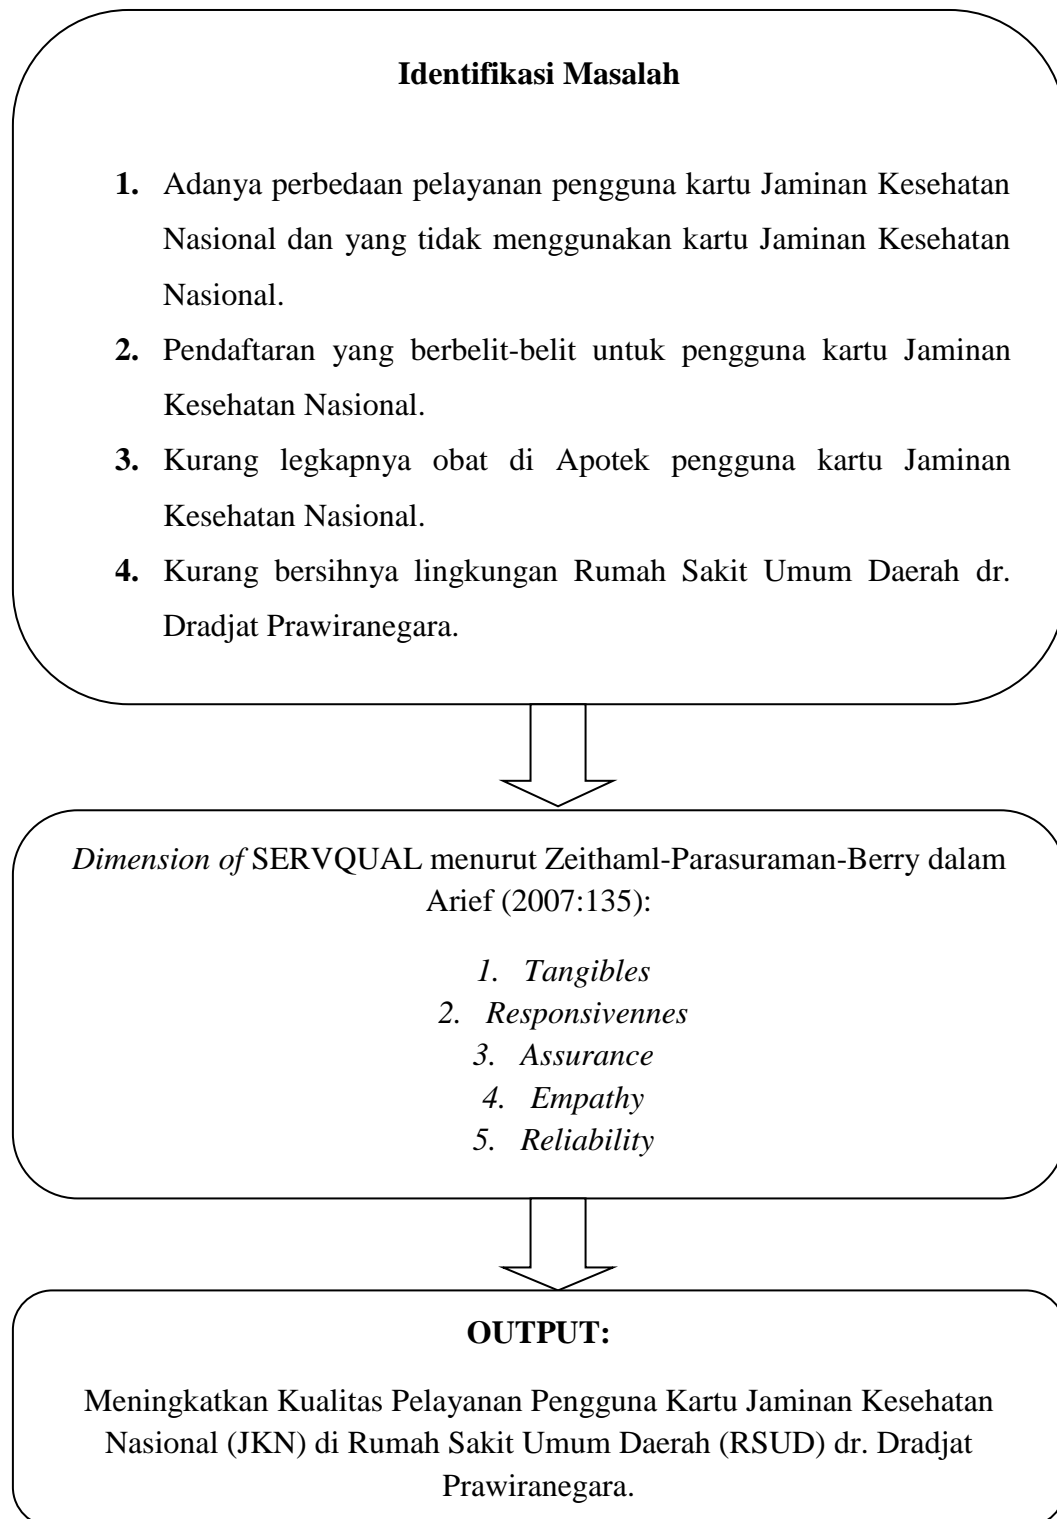 Identifikasi Masalah
1. Adanya perbedaan pelayanan pengguna kartu Jaminan Kesehatan
Nasional dan yang tidak menggunakan kartu Jaminan Kesehatan
Nasional.
2. Pendaftaran yang berbelit-belit untuk pengguna kartu Jaminan
Kesehatan Nasional.
3. Kurang legkapnya obat di Apotek pengguna kartu Jaminan
Kesehatan Nasional.
4. Kurang bersihnya lingkungan Rumah Sakit Umum Daerah dr.
Dradjat Prawiranegara.
Dimension of SERVQUAL menurut Zeithaml-Parasuraman-Berry dalam
Arief (2007:135):
1. Tangibles
2. Responsivennes
3. Assurance
4. Empathy
5. Reliability
OUTPUT:
Meningkatkan Kualitas Pelayanan Pengguna Kartu Jaminan Kesehatan
Nasional (JKN) di Rumah Sakit Umum Daerah (RSUD) dr. Dradjat
Prawiranegara.